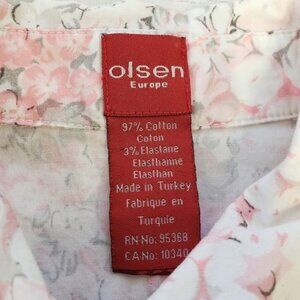 olsen
Europe
97% Cotton
Coton
3% Elastane
Elasthanne
Elasthan
Made in Turkey
Fabrique en
Turquie
RN-No: 95368
CA-No: 10340